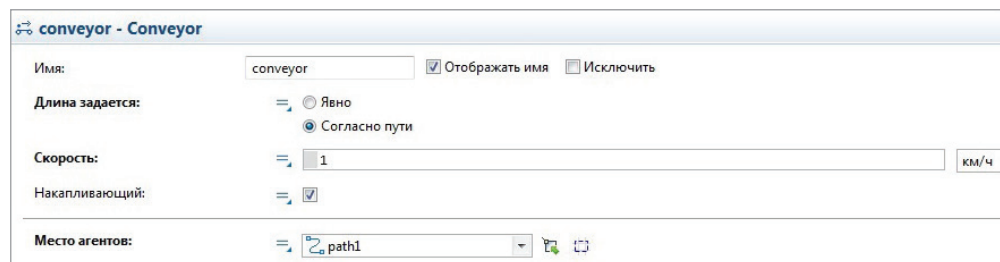 conveyor - Conveyor
Имя: conveyor Отображать имя Исключить
Длина задается: Явно
Согласно пути
Скорость: 1 км/ч
Накапливающий:
Место агентов: path1